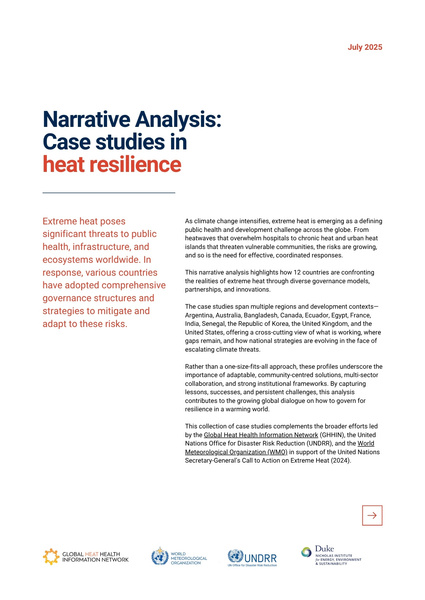 July 2025
Narrative Analysis:
Case studies in
heat resilience
Extreme heat poses
significant threats to public
health, infrastructure, and
ecosystems worldwide. In
response, various countries
have adopted comprehensive
governance structures and
strategies to mitigate and
adapt to these risks.
As climate change intensifies, extreme heat is emerging as a defining
public health and development challenge across the globe. From
heatwaves that overwhelm hospitals to chronic heat and urban heat
islands that threaten vulnerable communities, the risks are growing,
and so is the need for effective, coordinated responses.
This narrative analysis highlights how 12 countries are confronting
the realities of extreme heat through diverse governance models,
partnerships, and innovations.
The case studies span multiple regions and development contexts—
Argentina, Australia, Bangladesh, Canada, Ecuador, Egypt, France,
India, Senegal, the Republic of Korea, the United Kingdom, and the
United States, offering a cross-cutting view of what is working, where
gaps remain, and how national strategies are evolving in the face of
escalating climate threats.
Rather than a one-size-fits-all approach, these profiles underscore the
importance of adaptable, community-centred solutions, multi-sector
collaboration, and strong institutional frameworks. By capturing
lessons, successes, and persistent challenges, this analysis
contributes to the growing global dialogue on how to govern for
resilience in a warming world.
This collection of case studies complements the broader efforts led
by the Global Heat Health Information Network (GHHIN), the United
Nations Office for Disaster Risk Reduction (UNDRR), and the World
Meteorological Organization (WMO) in support of the United Nations
Secretary-General's Call to Action on Extreme Heat (2024).
GLOBAL HEAT HEALTH
INFORMATION NETWORK
WORLD
METEOROLOGICAL
ORGANIZATION
UNDRR
UN Office for Disaster Risk Reduction
Duke
NICHOLAS INSTITUTE
for ENERGY, ENVIRONMENT
& SUSTAINABILITY